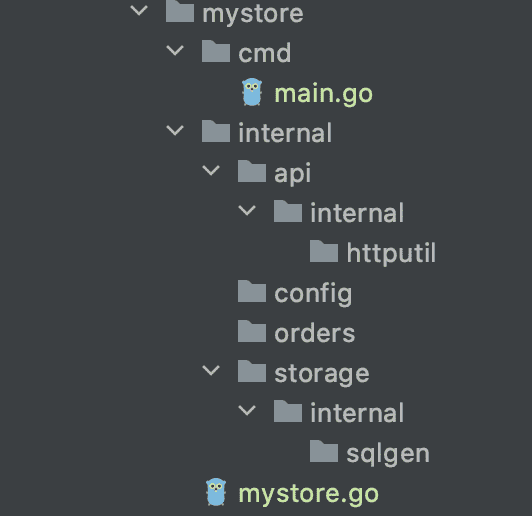 mystore
cmd
main.go
internal
api
internal
httputil
config
orders
storage
internal
sqlgen
mystore.go